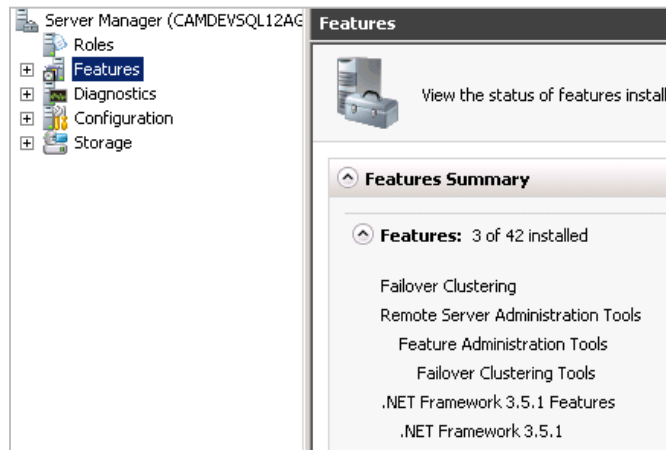 Server Manager (CAMDEVSQL12AG
Roles
Features
Diagnostics
Configuration
Storage
Features
View the status of features install
Features Summary
Features: 3 of 42 installed
Failover Clustering
Remote Server Administration Tools
Feature Administration Tools
Failover Clustering Tools
.NET Framework 3.5.1 Features
.NET Framework 3.5.1